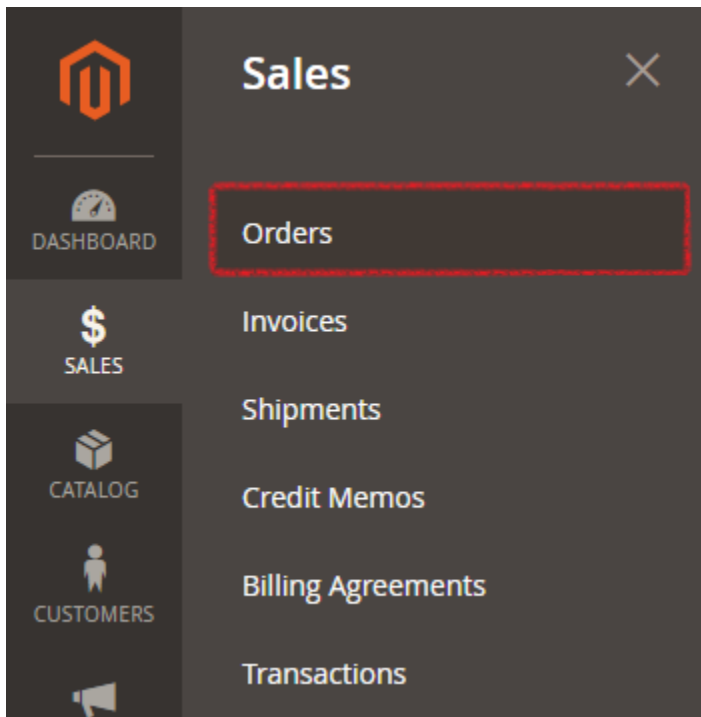 Sales
DASHBOARD
SALES
CATALOG
CUSTOMERS
Orders
Invoices
Shipments
Credit Memos
Billing Agreements
Transactions